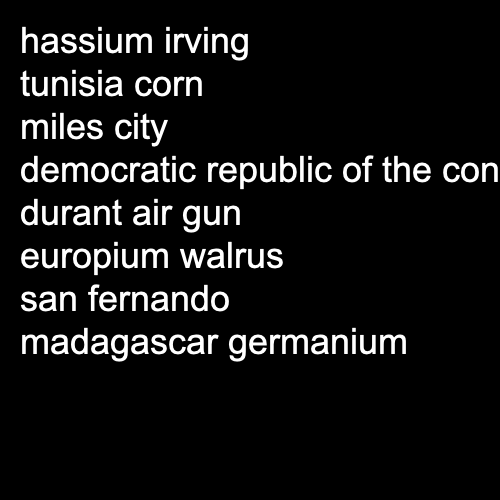 hassium irving
tunisia corn
miles city
democratic republic of the con
durant air gun
europium walrus
san fernando
madagascar germanium